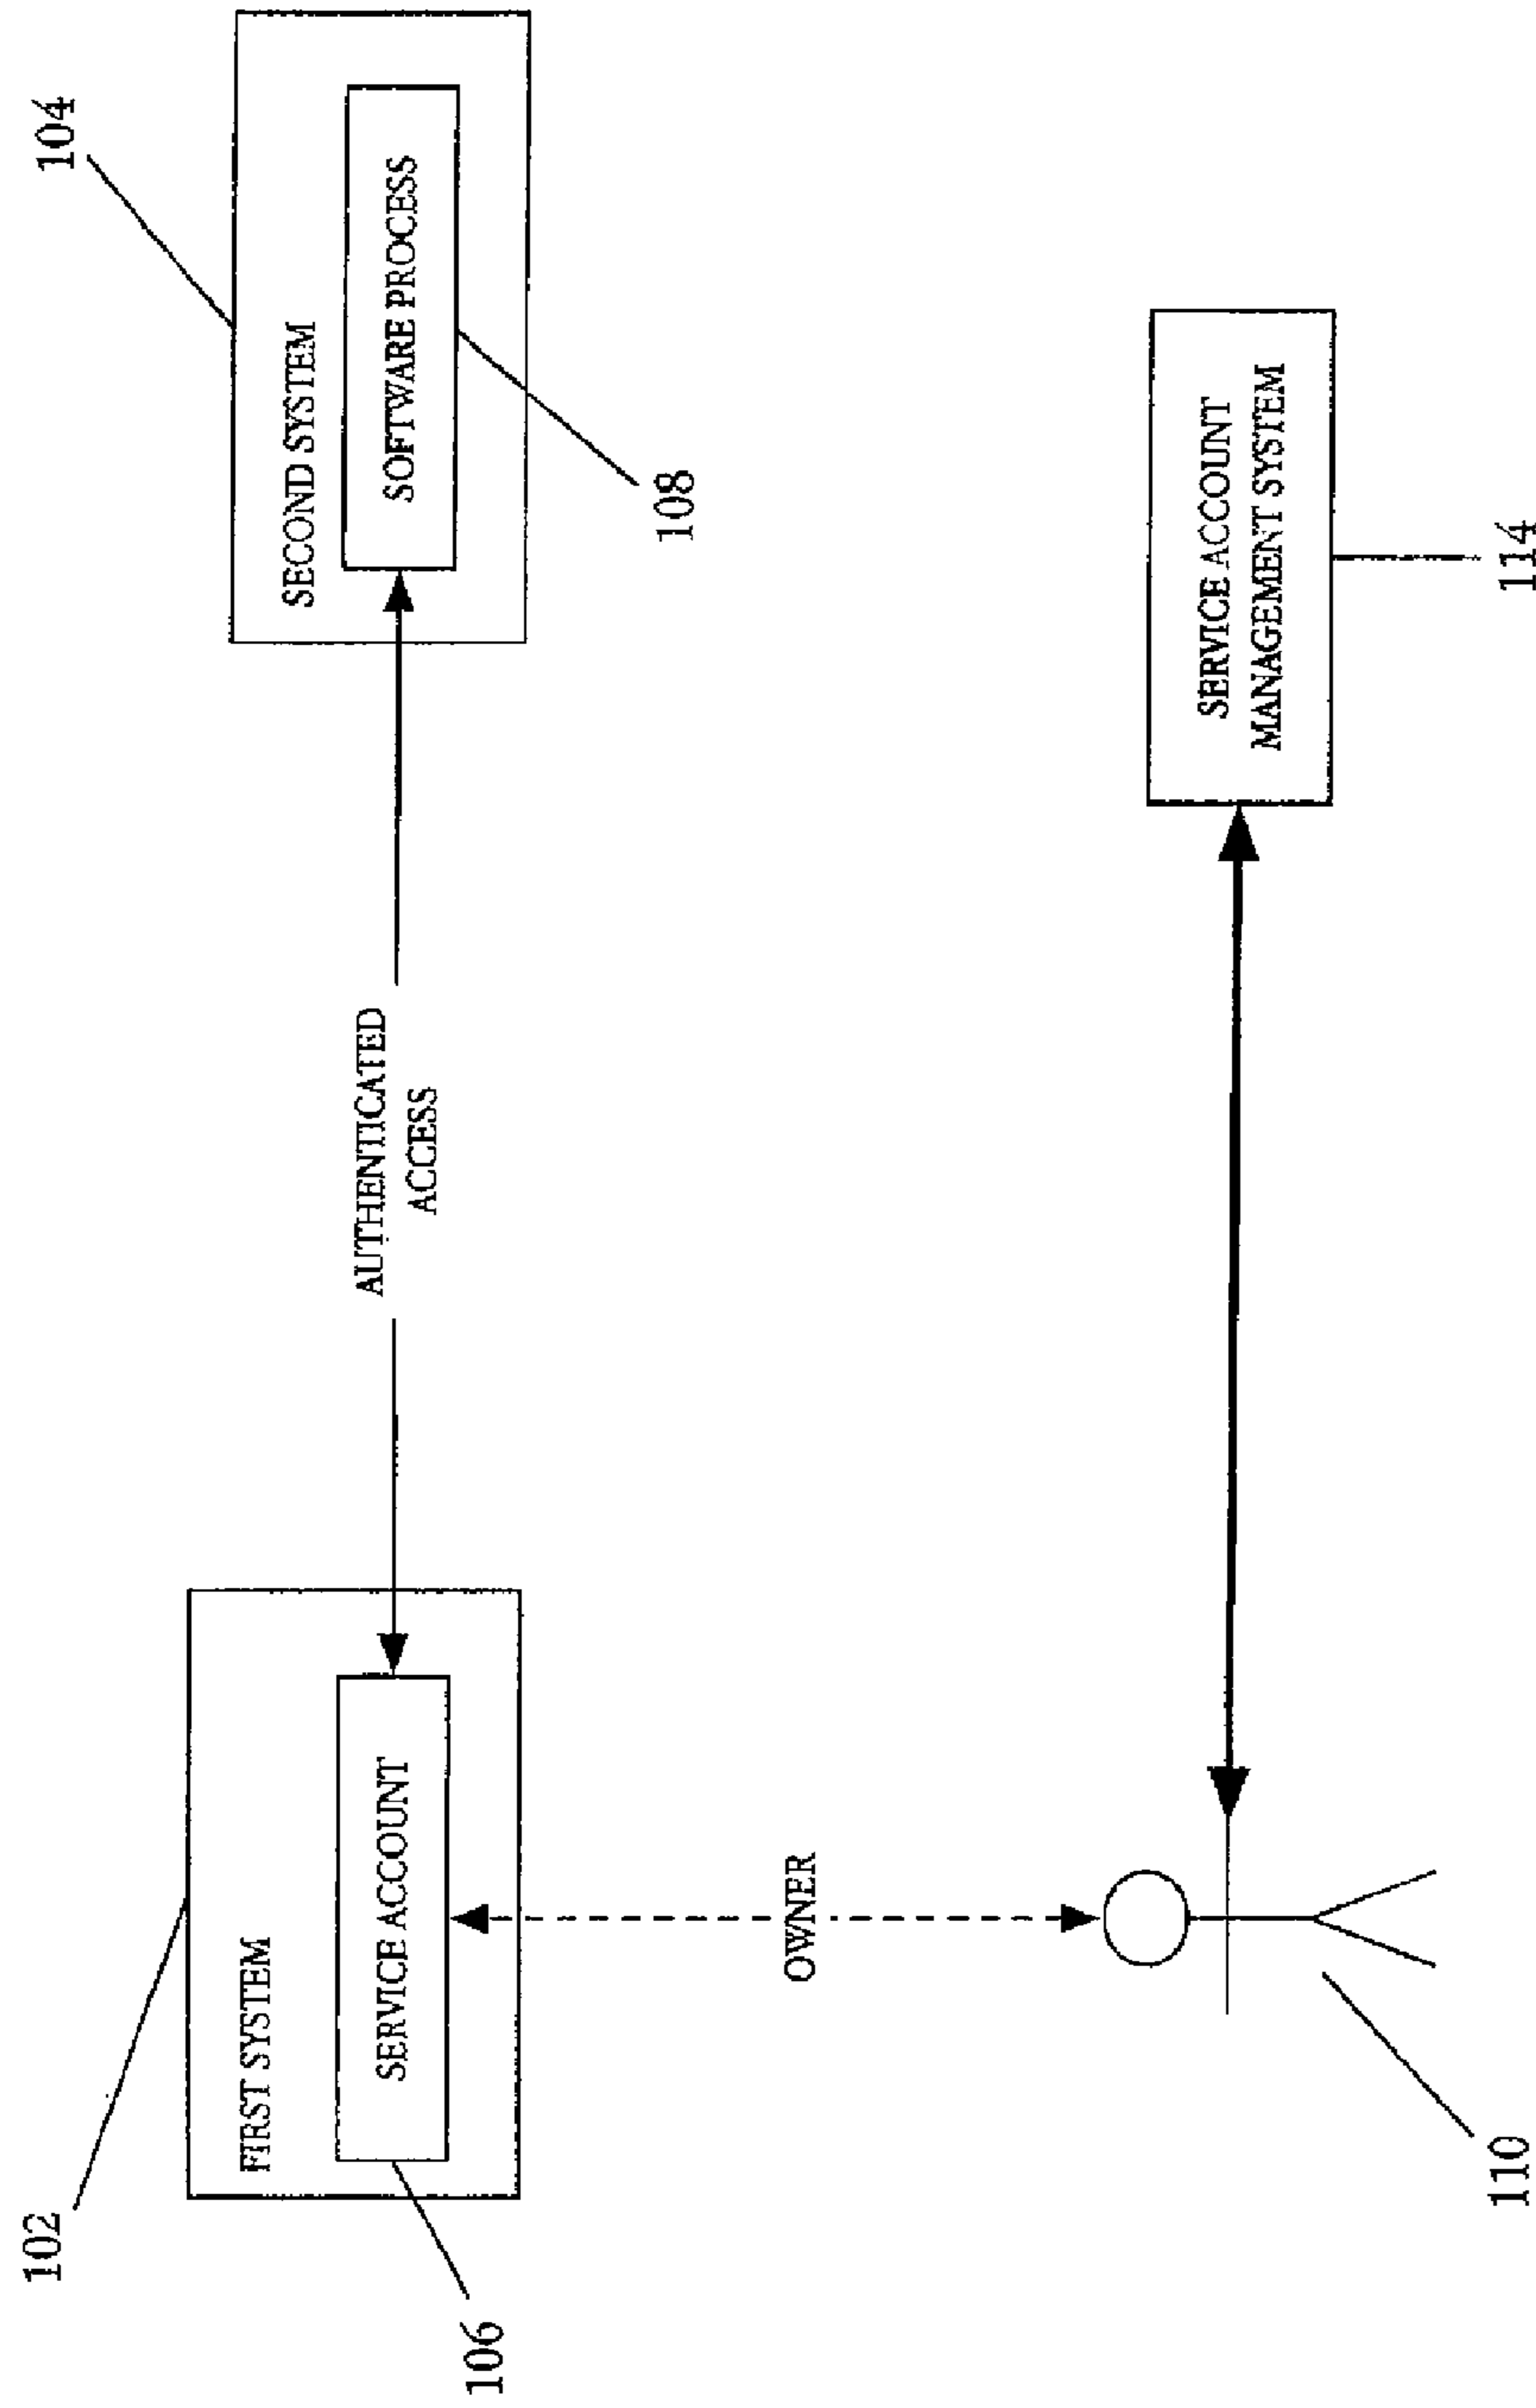 102
104
FIRST SYSTEM
SERVICE ACCOUNT
106
AUTHENTICATED
ACCESS
SECOND SYSTEM
SOFTWARE PROCESS
108
OWNER
110
SERVICE ACCOUNT
MANAGEMENT SYSTEM
114